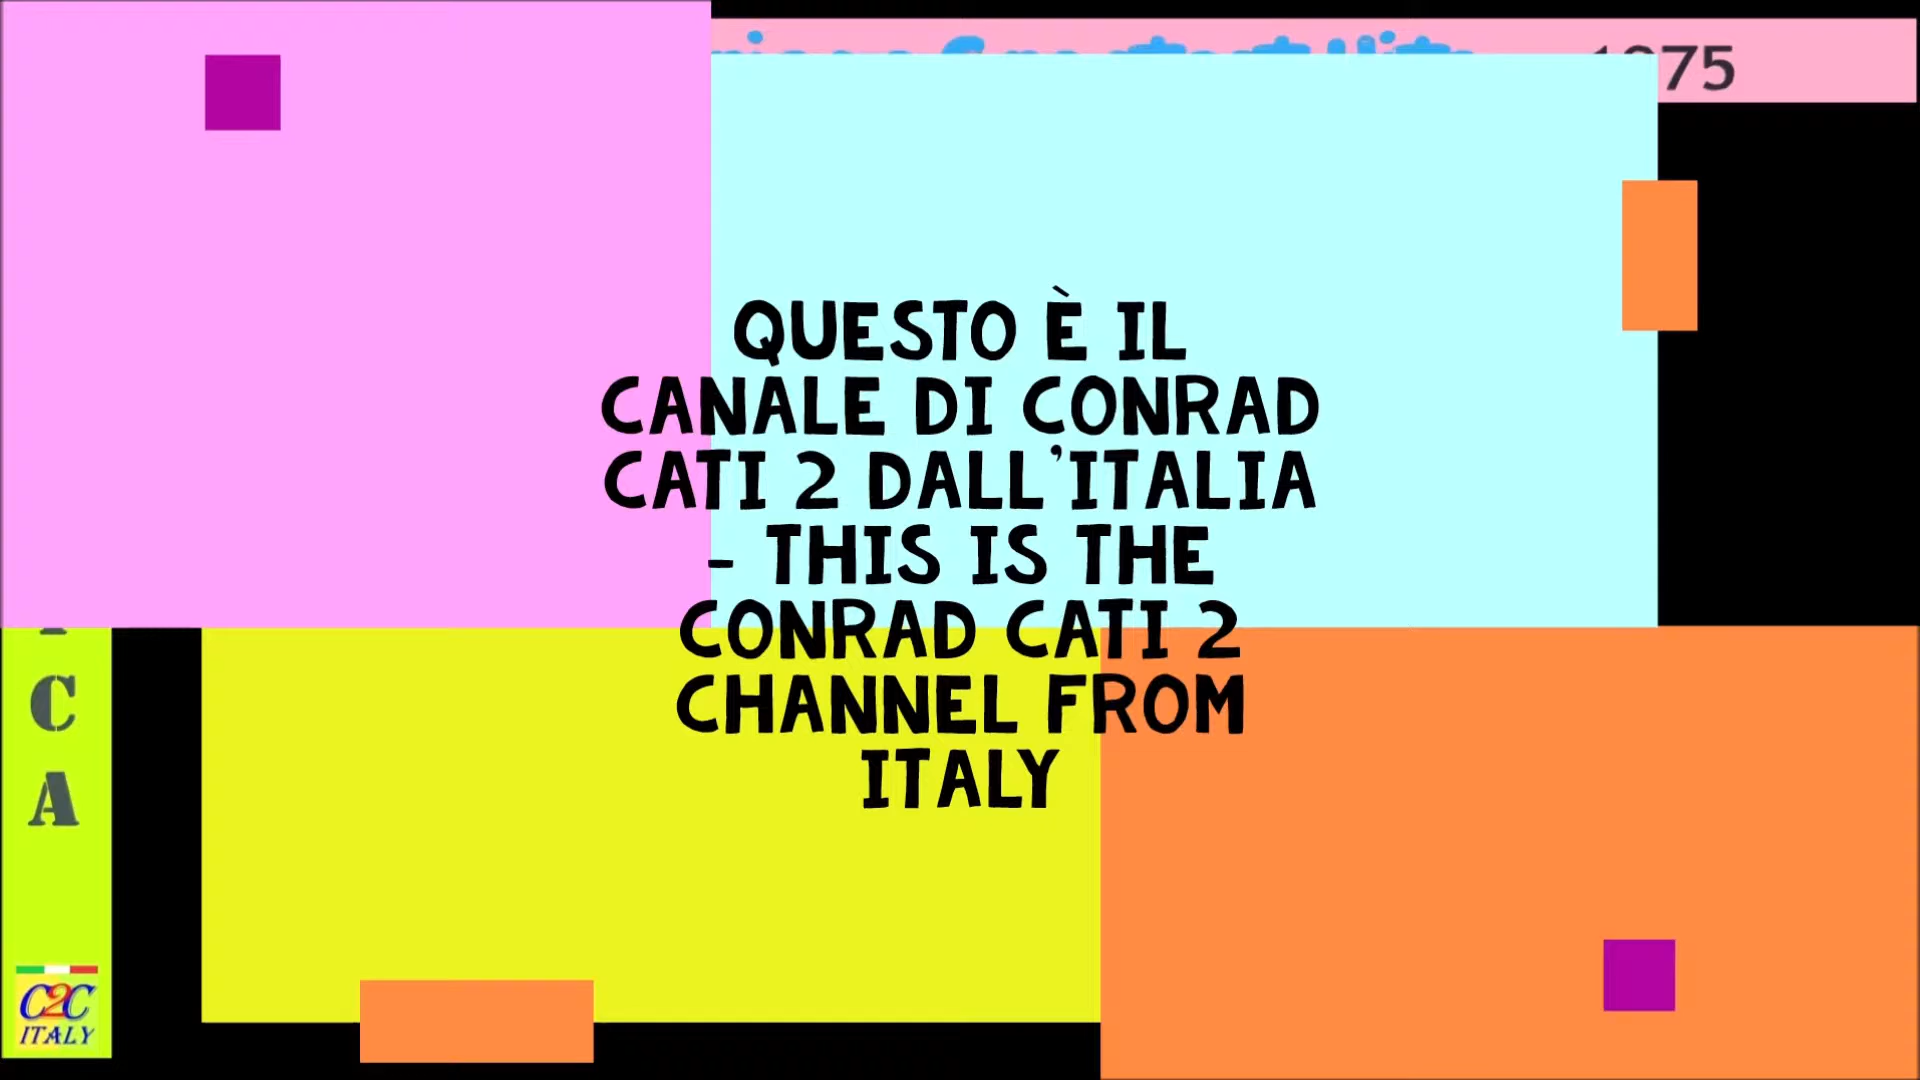 1975
QUESTO È IL
CANALE DI CONRAD
CATI 2 DALL'ITALIA
- THIS IS THE
CONRAD CATI 2
CHANNEL FROM
ITALY
C
A
C2C
ITALY